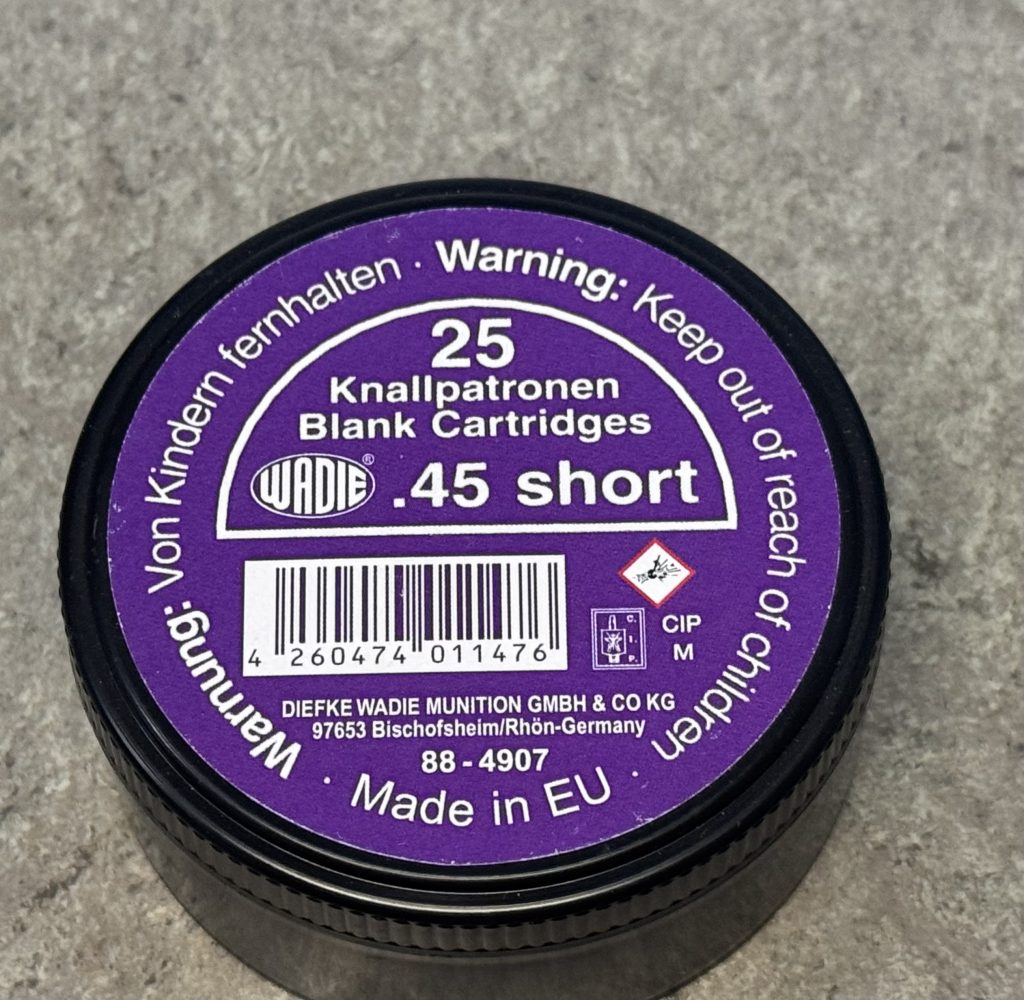 Warnung: Von Kindern fernhalten · Warning: Keep out of reach of children ·
25
Knallpatronen
Blank Cartridges
WADIE®
.45 short
4 260474 011476
C.
I.
P.
CIP
M
DIEFKE WADIE MUNITION GMBH & CO KG
97653 Bischofsheim/Rhön-Germany
88 - 4907
Made in EU ·